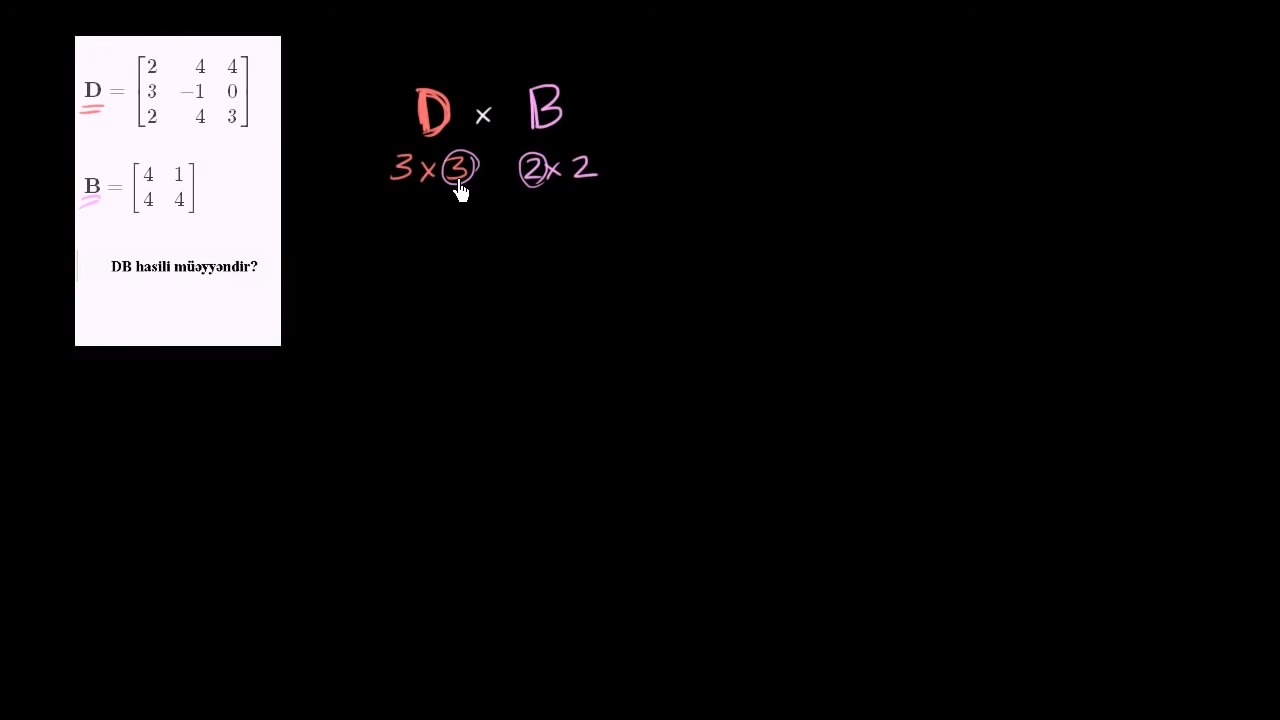 D = [2 4 4
3 −1 0
2 4 3]
B = [4 1
4 4]
DB hasili müəyyəndir?
D × B
3 × 3 2 × 2